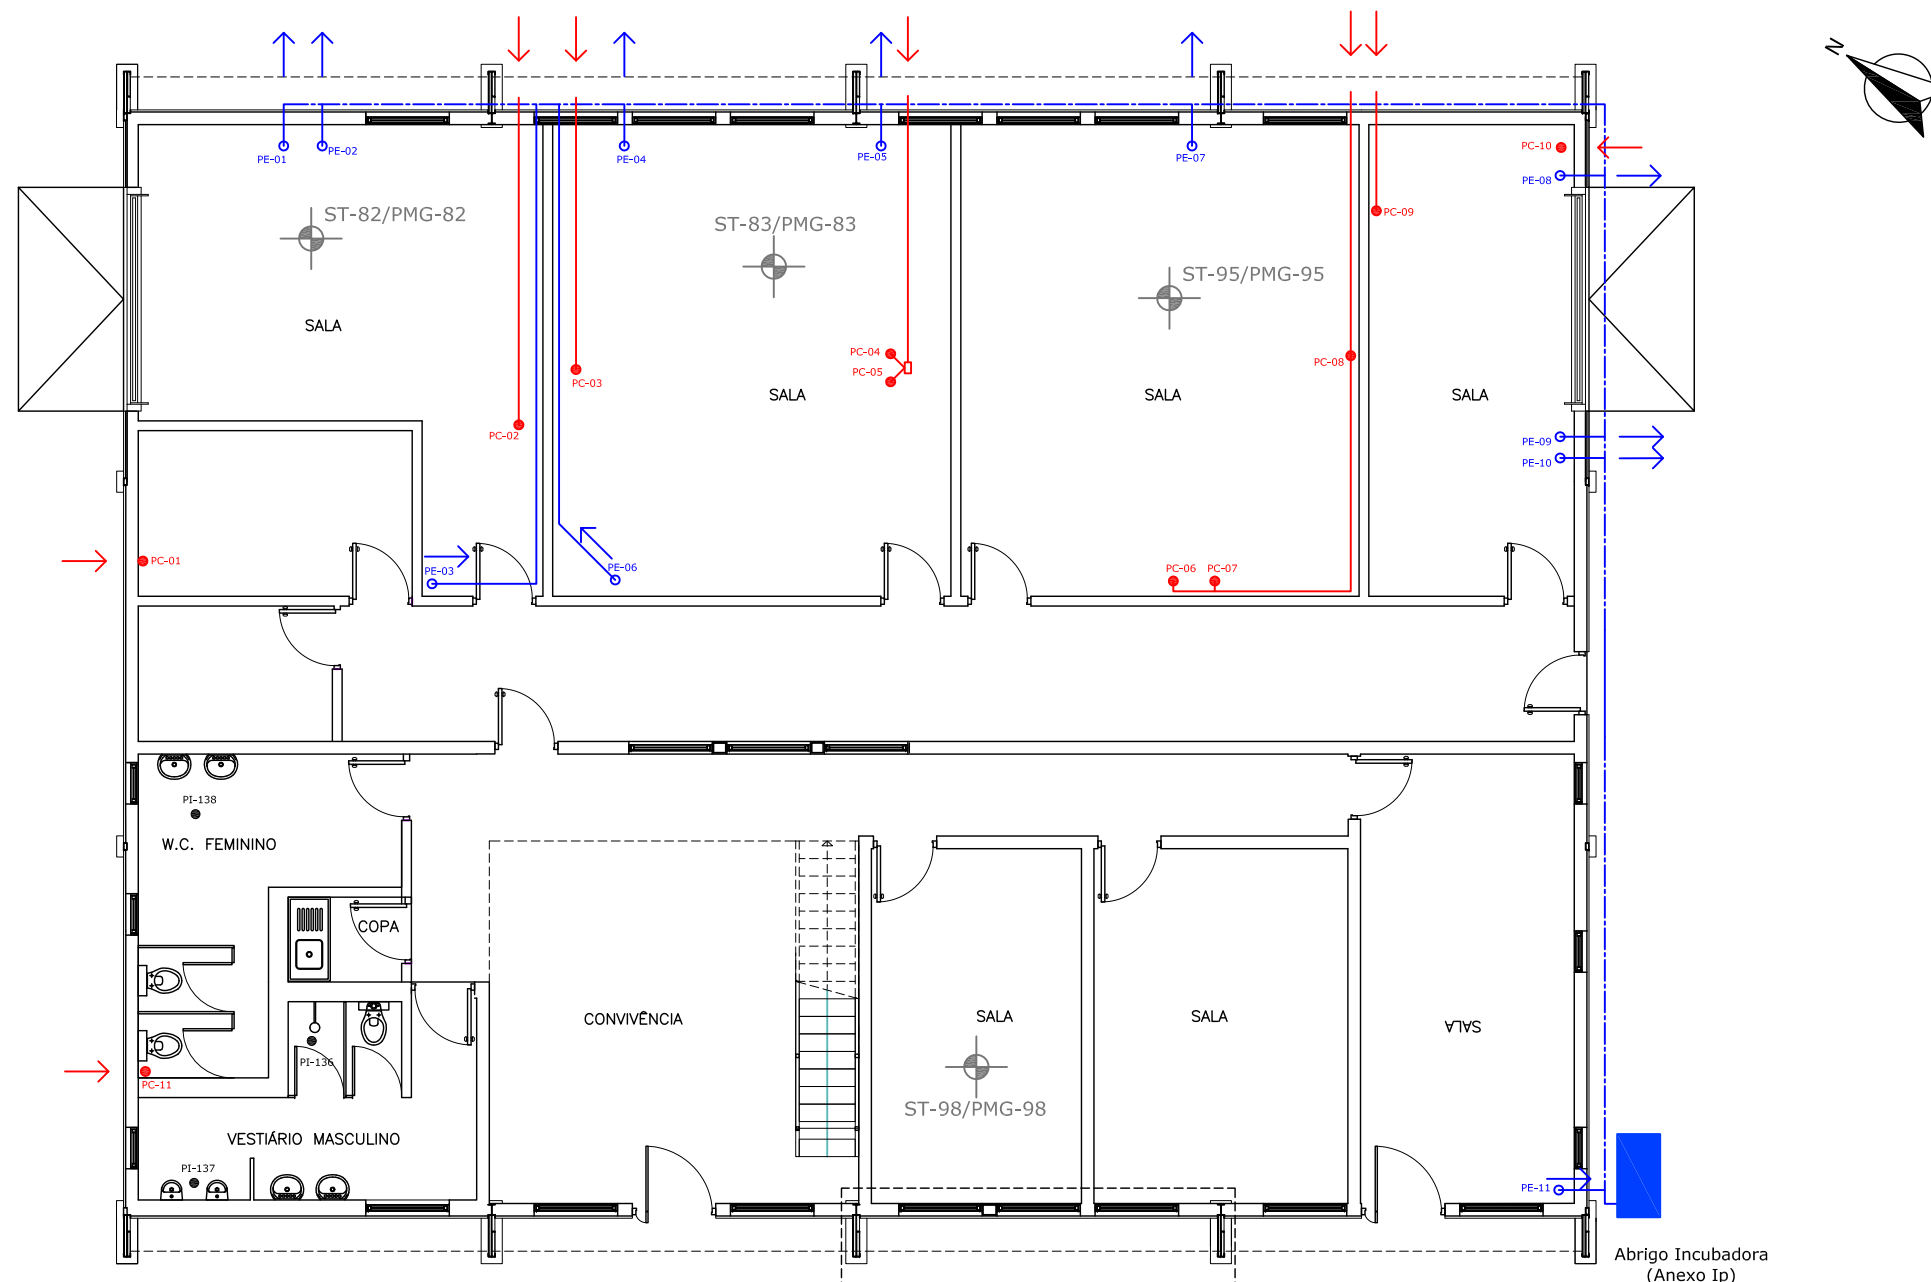 N
PE-01
PE-02
PE-04
PE-05
PE-07
PC-10
PE-08
PC-09
ST-82/PMG-82
ST-83/PMG-83
ST-95/PMG-95
SALA
PC-04
PC-05
PC-03
PC-08
SALA
SALA
SALA
PC-02
PE-09
PE-10
PC-01
PE-03
PE-06
PC-06
PC-07
PI-138
W.C. FEMININO
COPA
CONVIVÊNCIA
SALA
SALA
SALA
PI-136
PC-11
ST-98/PMG-98
VESTIÁRIO MASCULINO
PI-137
PE-11
Abrigo Incubadora
(Anexo Ip)